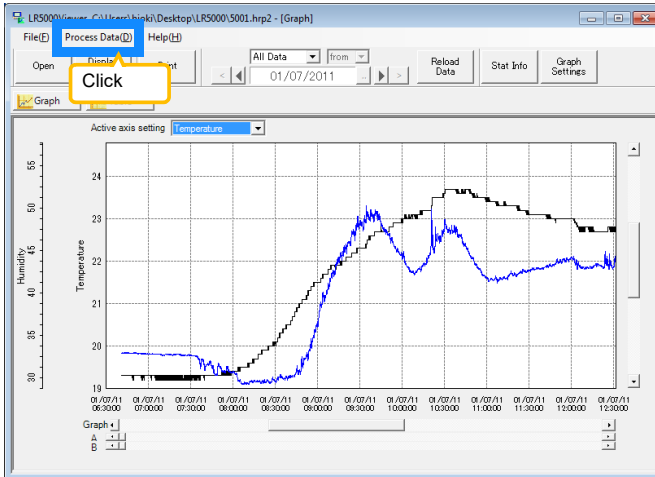 LR5000Viewer C:\Users\hioki\Desktop\LR5000\5001.hrp2 - [Graph]
File(F) Process Data(D) Help(H)
Open Print All Data from Reload Data Stat Info Graph Settings
Click
< 01/07/2011 .. >
Graph
Active axis setting Temperature
55
50
45
40
35
30
Humidity
24
23
22
21
20
19
Temperature
01/07/11 01/07/11 01/07/11 01/07/11 01/07/11 01/07/11 01/07/11 01/07/11 01/07/11 01/07/11 01/07/11 01/07/11 01/07/11
06:30:00 07:00:00 07:30:00 08:00:00 08:30:00 09:00:00 09:30:00 10:00:00 10:30:00 11:00:00 11:30:00 12:00:00 12:30:00
Graph
A
B